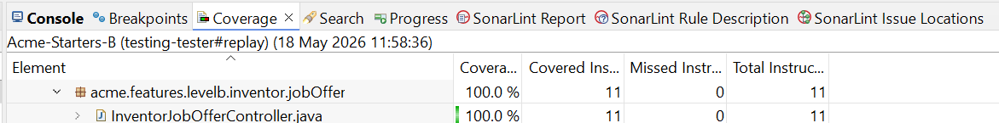 Console Breakpoints Coverage Search Progress SonarLint Report SonarLint Rule Description SonarLint Issue Locations
Acme-Starters-B (testing-tester#replay) (18 May 2026 11:58:36)
Element Covera... Covered Ins... Missed Instr... Total Instruc...
acme.features.levelb.inventor.jobOffer 100.0 % 11 0 11
InventorJobOfferController.java 100.0 % 11 0 11